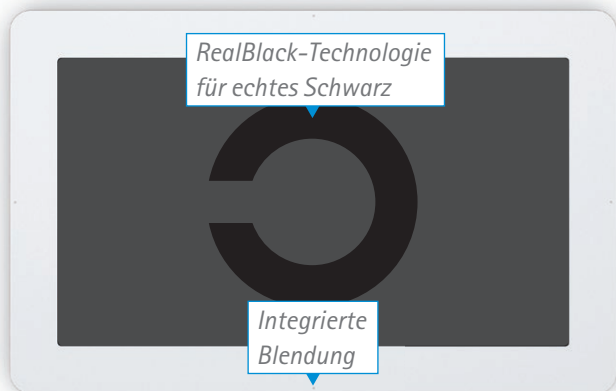 RealBlack-Technologie
für echtes Schwarz
Integrierte
Blendung